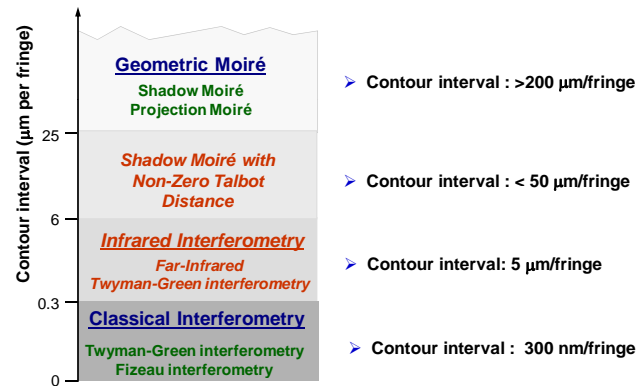 Contour interval (μm per fringe)
25
6
0.3
0
Geometric Moiré
Shadow Moiré
Projection Moiré
Shadow Moiré with
Non-Zero Talbot
Distance
Infrared Interferometry
Far-Infrared
Twyman-Green interferometry
Classical Interferometry
Twyman-Green interferometry
Fizeau interferometry
➢ Contour interval : >200 μm/fringe
➢ Contour interval : < 50 μm/fringe
➢ Contour interval: 5 μm/fringe
➢ Contour interval : 300 nm/fringe